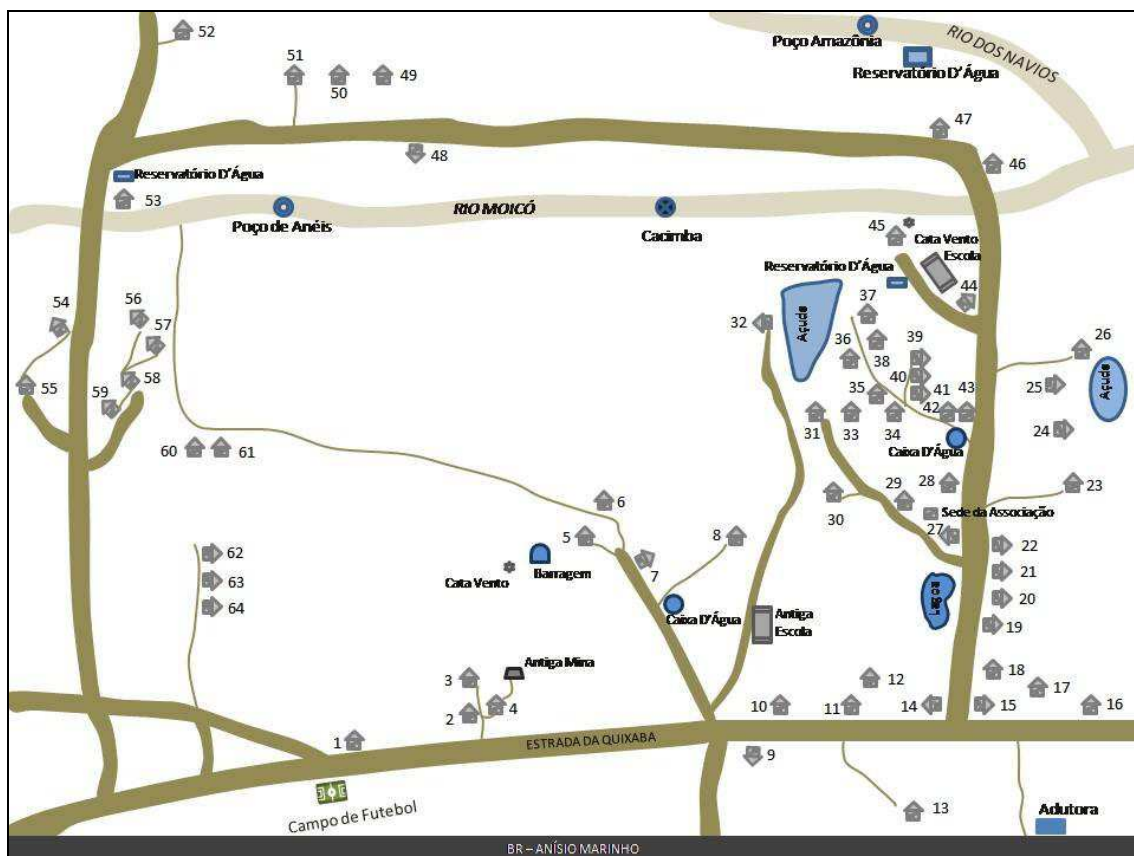 52
Poço Amazônia
RIO DOS NAVIOS
Reservatório D'Água
51
50
49
47
48
46
Reservatório D'Água
53
RIO MOICÓ
Poço de Anéis
Cacimba
45
Cata Vento
Escola
Reservatório D'Água
44
54
56
57
37
32
Açude
36
38
39
26
55
59
58
40
25
Açude
35
41
42
43
31
33
34
24
60
61
Caixa D'Água
28
23
6
30
29
Sede da Associação
5
8
27
22
62
Cata Vento
Barragem
7
21
63
20
64
Caixa D'Água
Antiga
Escola
Lagoa
19
3
Antiga Mina
12
18
17
2
4
10
11
14
15
16
1
ESTRADA DA QUIXABA
9
Campo de Futebol
13
Adutora
BR – ANÍSIO MARINHO